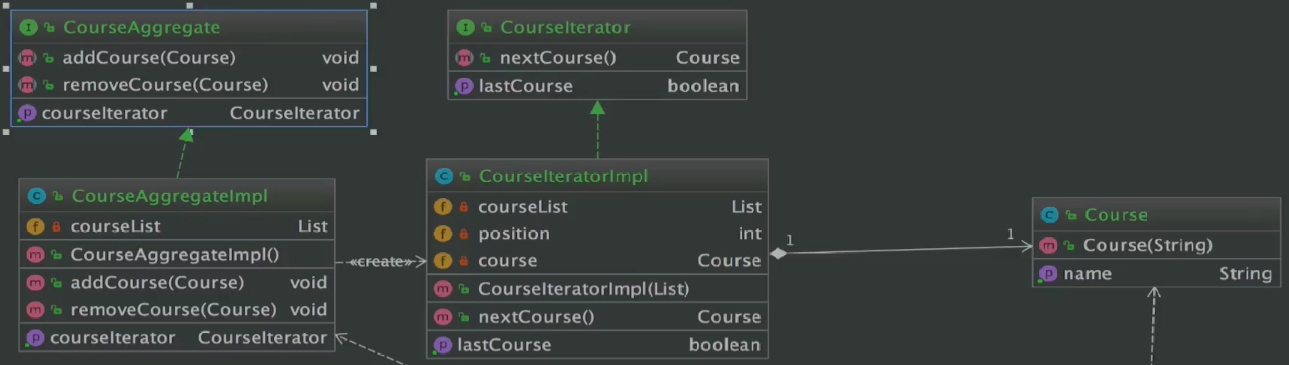 CourseAggregate
addCourse(Course) void
removeCourse(Course) void
courseIterator CourseIterator
CourseIterator
nextCourse() Course
lastCourse boolean
CourseAggregateImpl
courseList List
CourseAggregateImpl()
addCourse(Course) void
removeCourse(Course) void
courseIterator CourseIterator
«create»
CourseIteratorImpl
courseList List
position int
course Course
CourseIteratorImpl(List)
nextCourse() Course
lastCourse boolean
1
1
Course
Course(String)
name String